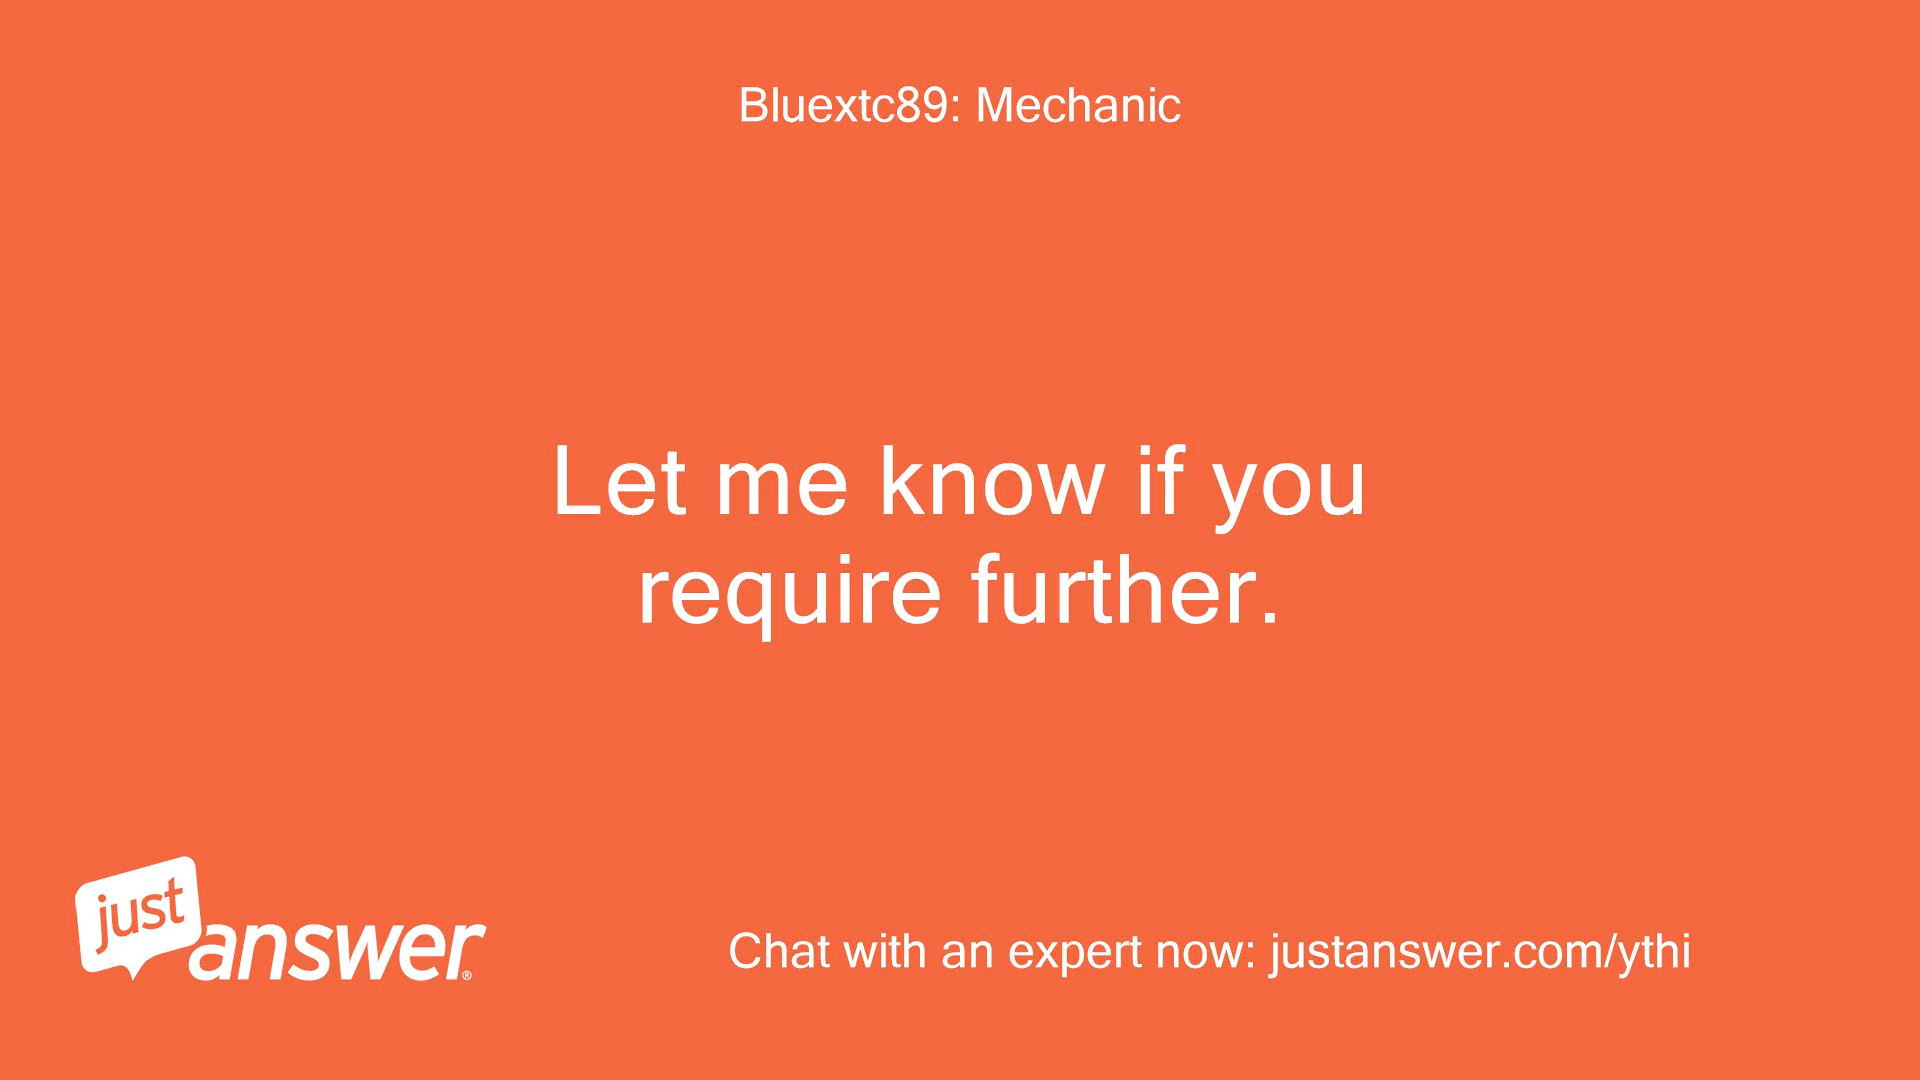 Bluextc89: Mechanic
Let me know if you
require further.
just
answer®
Chat with an expert now: justanswer.com/ythi